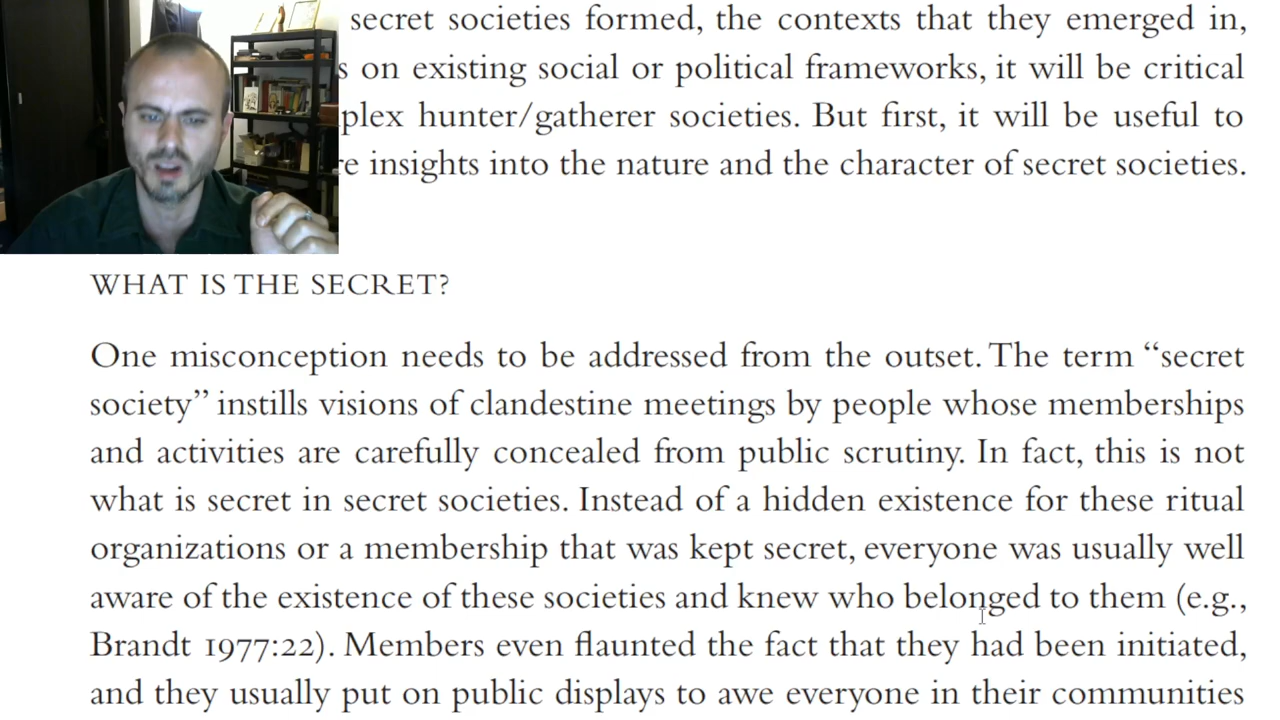 secret societies formed, the contexts that they emerged in,
s on existing social or political frameworks, it will be critical
plex hunter/gatherer societies. But first, it will be useful to
e insights into the nature and the character of secret societies.
WHAT IS THE SECRET?
One misconception needs to be addressed from the outset. The term “secret
society” instills visions of clandestine meetings by people whose memberships
and activities are carefully concealed from public scrutiny. In fact, this is not
what is secret in secret societies. Instead of a hidden existence for these ritual
organizations or a membership that was kept secret, everyone was usually well
aware of the existence of these societies and knew who belonged to them (e.g.,
Brandt 1977:22). Members even flaunted the fact that they had been initiated,
and they usually put on public displays to awe everyone in their communities